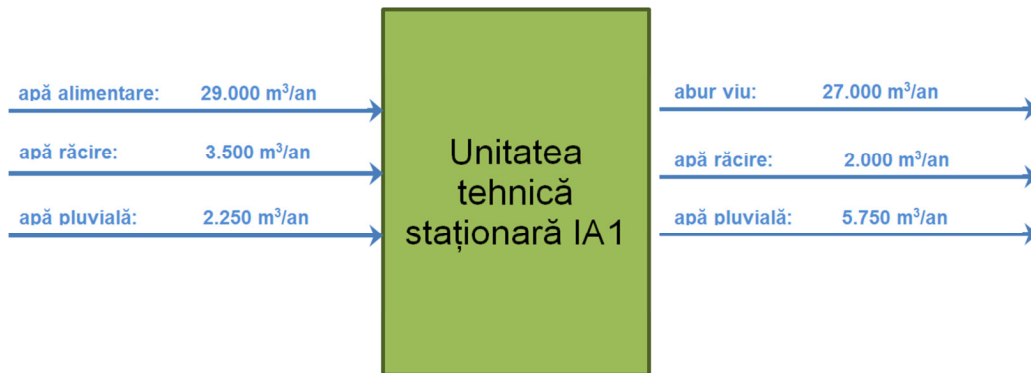 apă alimentare: 29.000 m³/an
apă răcire: 3.500 m³/an
apă pluvială: 2.250 m³/an
Unitatea
tehnică
staționară IA1
abur viu: 27.000 m³/an
apă răcire: 2.000 m³/an
apă pluvială: 5.750 m³/an